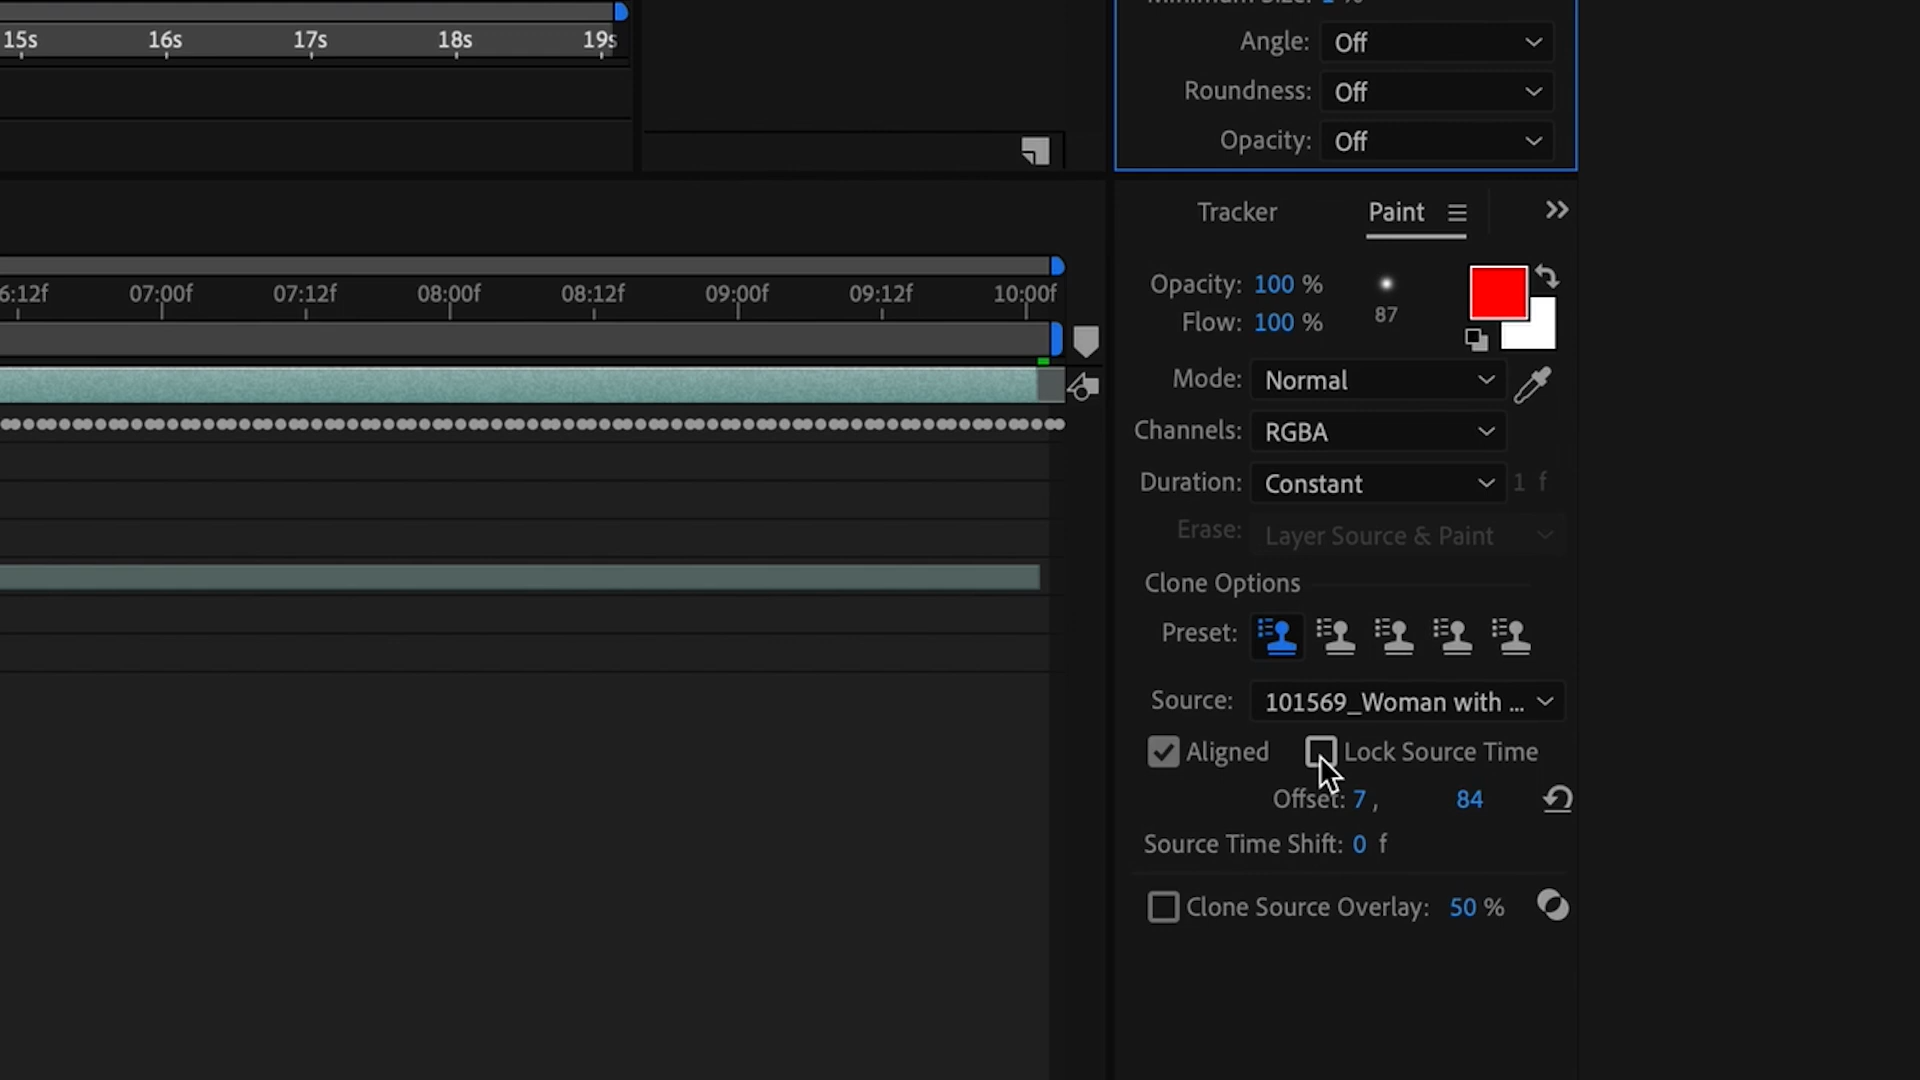 15s 16s 17s 18s 19s
Minimum Size: 1 %
Angle: Off
Roundness: Off
Opacity: Off
Tracker Paint
6:12f 07:00f 07:12f 08:00f 08:12f 09:00f 09:12f 10:00f
Opacity: 100 %
87
Flow: 100 %
Mode: Normal
Channels: RGBA
Duration: Constant 1 f
Erase: Layer Source & Paint
Clone Options
Preset:
Source: 101569_Woman with ...
Aligned Lock Source Time
Offset: 7 , 84
Source Time Shift: 0 f
Clone Source Overlay: 50 %